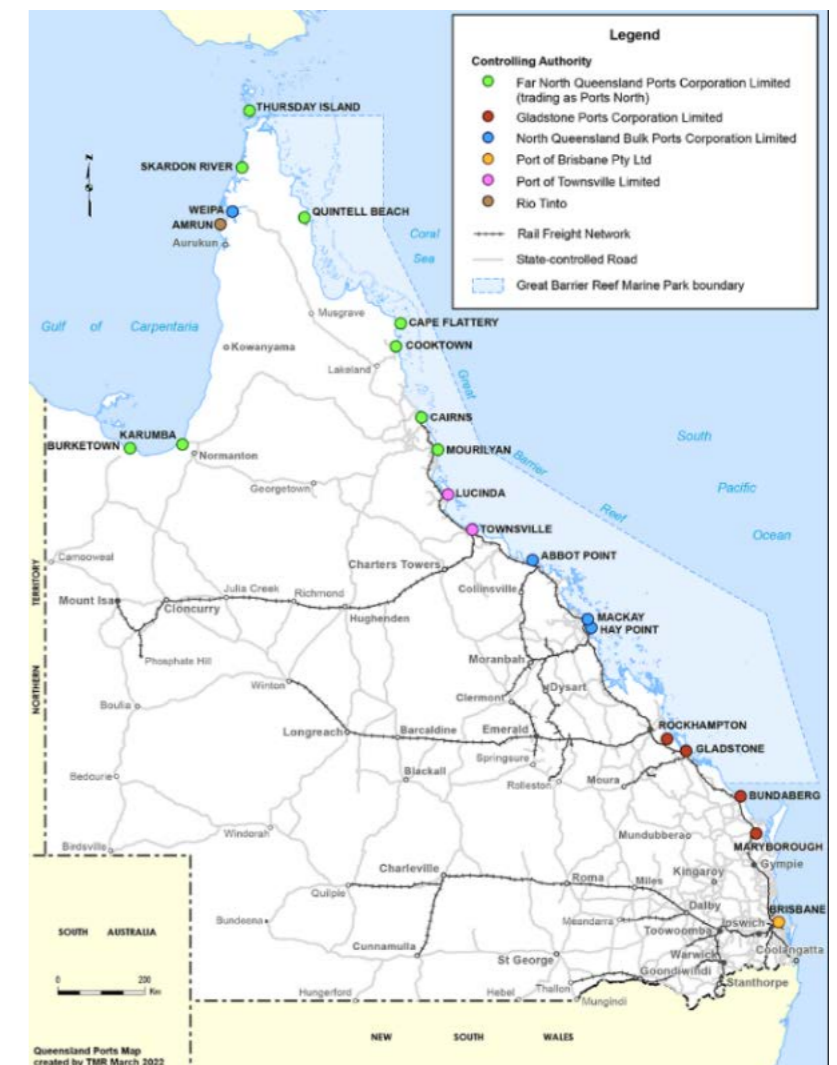 Legend
Controlling Authority
Far North Queensland Ports Corporation Limited
(trading as Ports North)
Gladstone Ports Corporation Limited
North Queensland Bulk Ports Corporation Limited
Port of Brisbane Pty Ltd
Port of Townsville Limited
Rio Tinto
Rail Freight Network
State-controlled Road
Great Barrier Reef Marine Park boundary
N
THURSDAY ISLAND
SKARDON RIVER
WEIPA
QUINTELL BEACH
AMRUN
Aurukun
Coral
Sea
Musgrave
Gulf of Carpentaria
CAPE FLATTERY
Kowanyama
COOKTOWN
Lakeland
Great
CAIRNS
KARUMBA
BURKETOWN
MOURILYAN
Normanton
Barrier
South
Pacific
Ocean
Georgetown
LUCINDA
Reef
TOWNSVILLE
Camooweal
ABBOT POINT
Charters Towers
Collinsville
NORTHERN TERRITORY
Mount Isa
Cloncurry
Julia Creek
Richmond
Hughenden
MACKAY
HAY POINT
Phosphate Hill
Moranbah
Winton
Dysart
Clermont
Boulia
ROCKHAMPTON
Longreach
Barcaldine
Emerald
GLADSTONE
Springsure
Bedourie
Blackall
Rolleston
Moura
BUNDABERG
Windorah
Mundubberao
MARYBOROUGH
Birdsville
Gympie
Charleville
Kingaroy
Quilpie
Roma
Miles
Dalby
BRISBANE
Bundeena
Meandarra
Ipswich
Toowoomba
SOUTH AUSTRALIA
Coolangatta
Cunnamulla
St George
Warwick
Goondiwilidi
0 200
Km
Thallon
Stanthorpe
Hungerford
Hebel
Mungindi
NEW SOUTH WALES
Queensland Ports Map
created by TMR March 2022